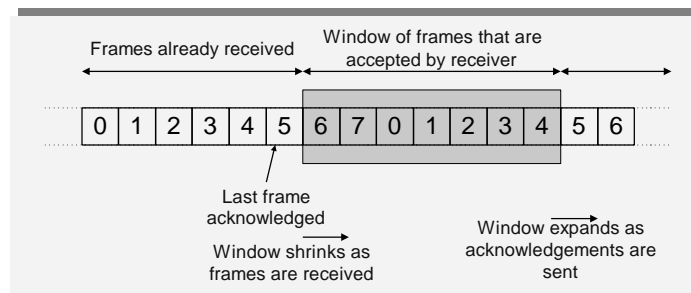 Frames already received
Window of frames that are
accepted by receiver
0 1 2 3 4 5 6 7 0 1 2 3 4 5 6
Last frame
acknowledged
Window shrinks as
frames are received
Window expands as
acknowledgements are
sent